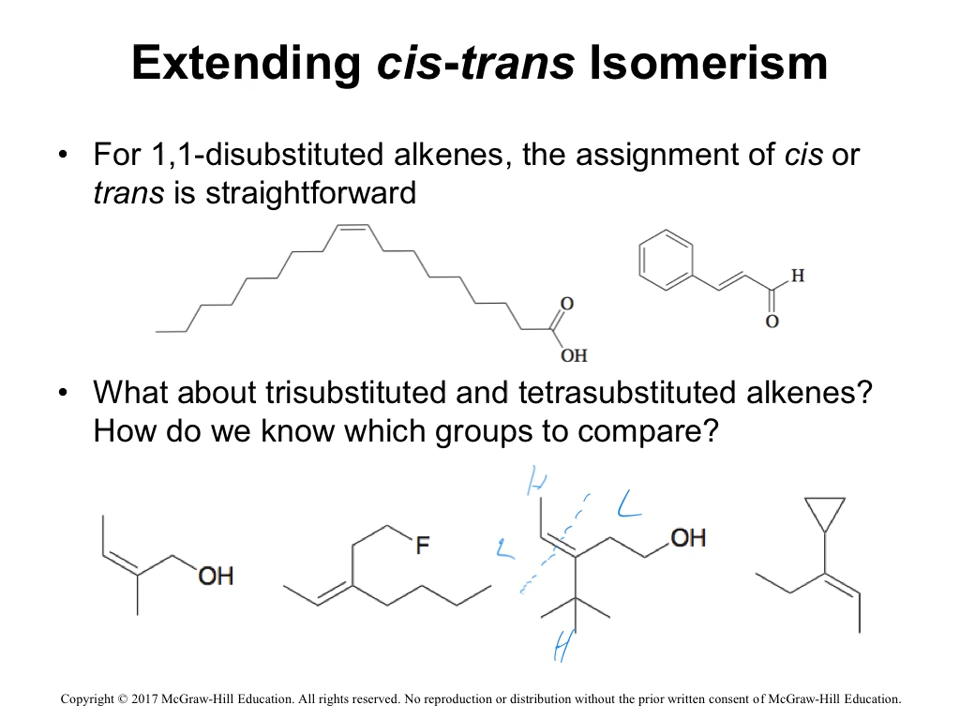 Extending cis-trans Isomerism
• For 1,1-disubstituted alkenes, the assignment of cis or
trans is straightforward
H
O
O
OH
• What about trisubstituted and tetrasubstituted alkenes?
How do we know which groups to compare?
H
L
OH
F
L
OH
H
Copyright © 2017 McGraw-Hill Education. All rights reserved. No reproduction or distribution without the prior written consent of McGraw-Hill Education.